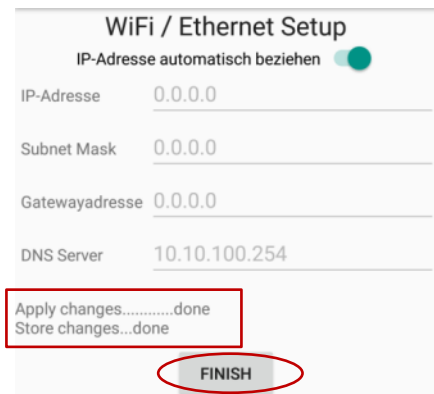 WiFi / Ethernet Setup
IP-Adresse automatisch beziehen
IP-Adresse 0.0.0.0
Subnet Mask 0.0.0.0
Gatewayadresse 0.0.0.0
DNS Server 10.10.100.254
Apply changes............done
Store changes...done
FINISH